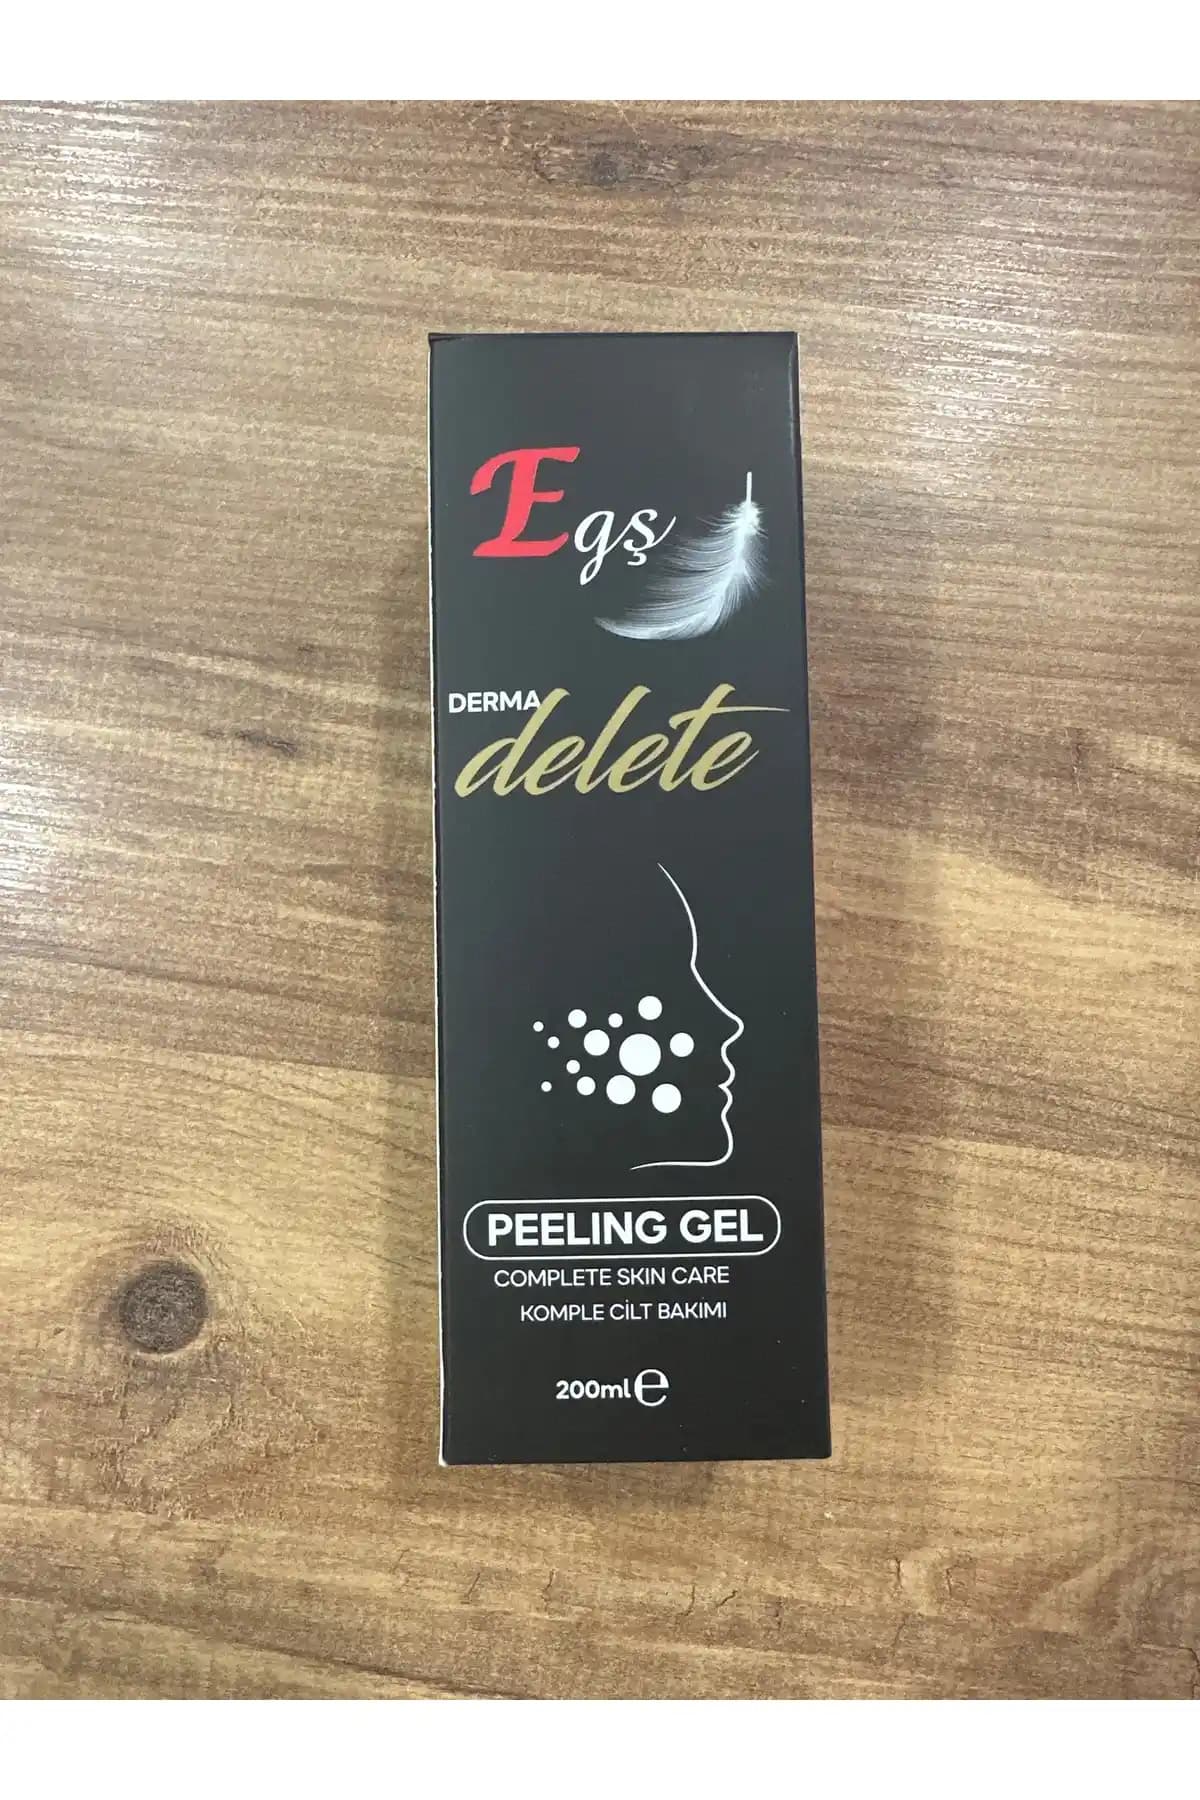 Egş
DERMA
delete
PEELING GEL
COMPLETE SKIN CARE
KOMPLE CİLT BAKIMI
200ml ℮